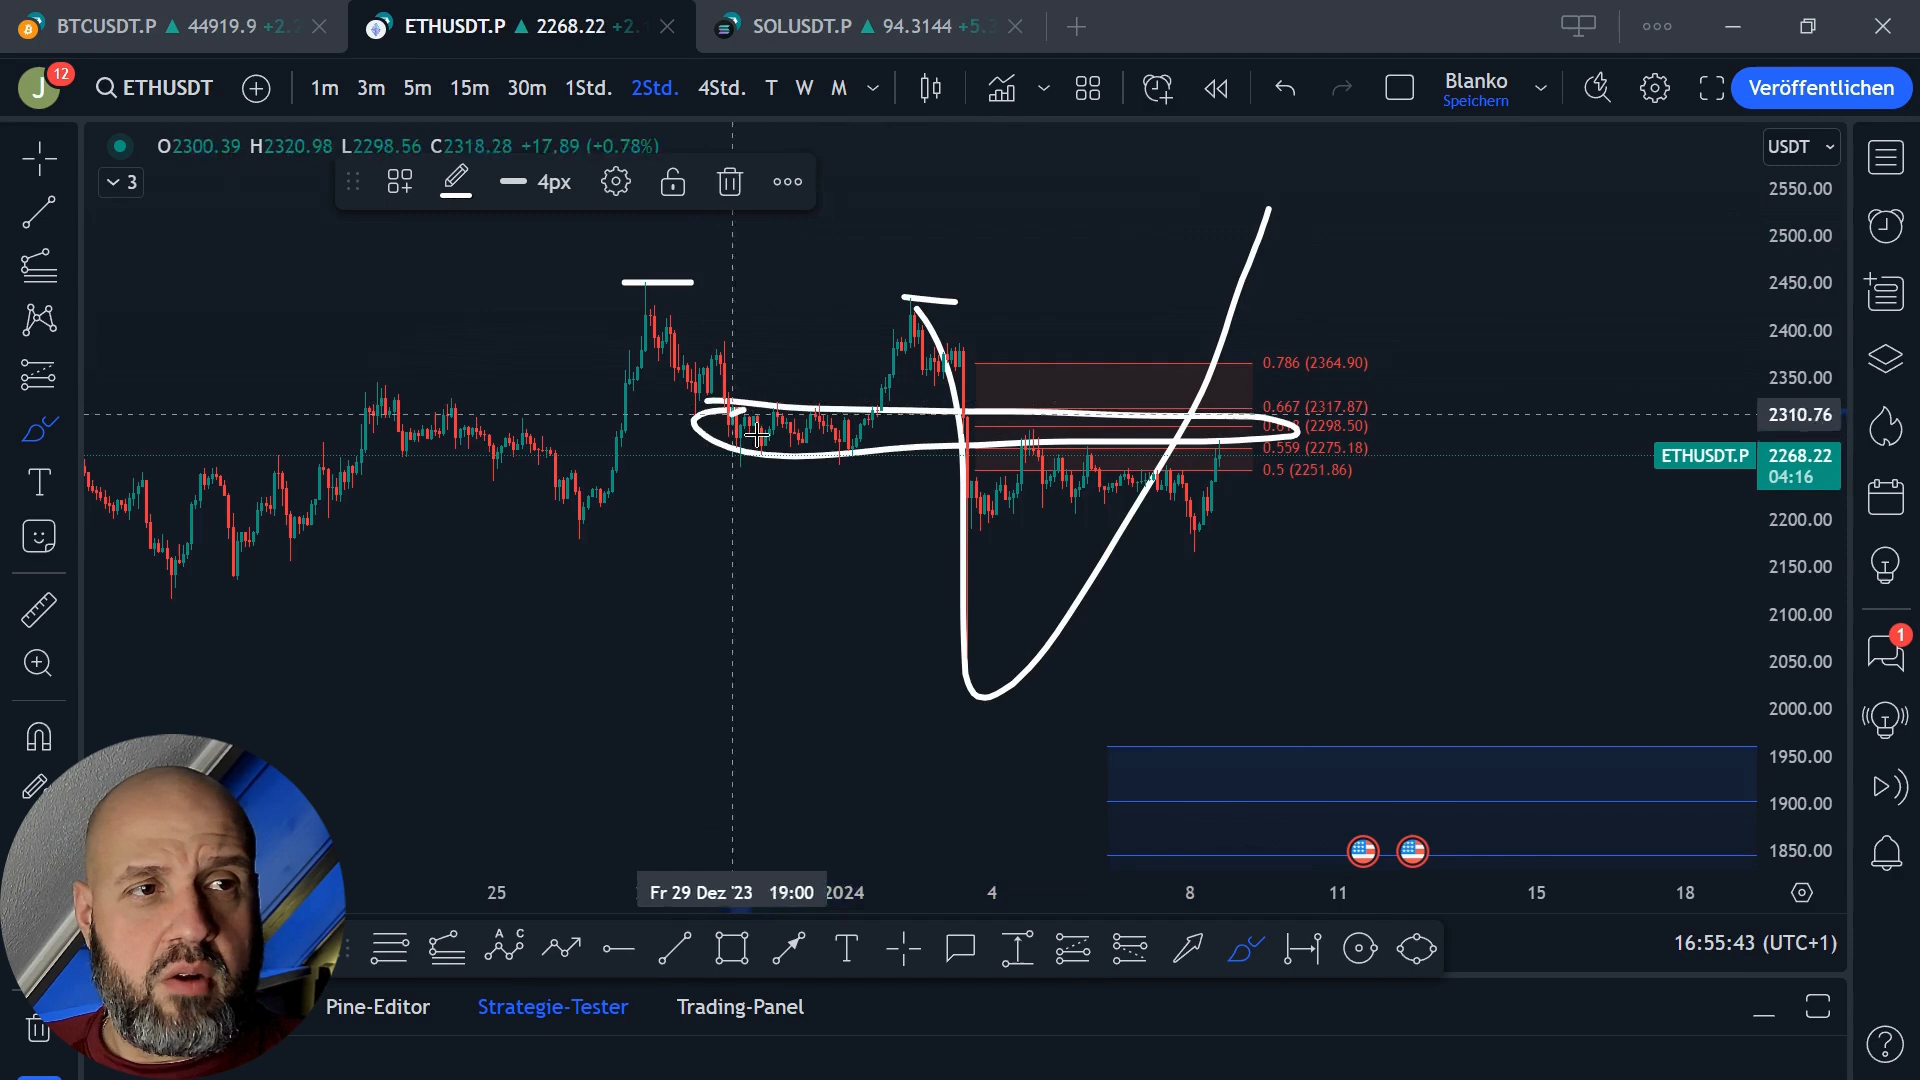 BTCUSDT.P ▲ 44919.9 +2.
ETHUSDT.P ▲ 2268.22 +2.
SOLUSDT.P ▲ 94.3144 +5.
J
12
ETHUSDT
1m 3m 5m 15m 30m 1Std. 2Std. 4Std. T W M
Blanko
Speichern
Veröffentlichen
O2300.39 H2320.98 L2298.56 C2318.28 +17.89 (+0.78%)
USDT
3
4px
2550.00
2500.00
2450.00
2400.00
2350.00
2310.76
ETHUSDT.P 2268.22
04:16
2200.00
2150.00
2100.00
2050.00
2000.00
1950.00
1900.00
1850.00
0.786 (2364.90)
0.667 (2317.87)
(2298.50)
0.559 (2275.18)
0.5 (2251.86)
1
25
Fr 29 Dez '23 19:00
2024
4
8
11
15
18
T
A C
T
16:55:43 (UTC+1)
Pine-Editor
Strategie-Tester
Trading-Panel